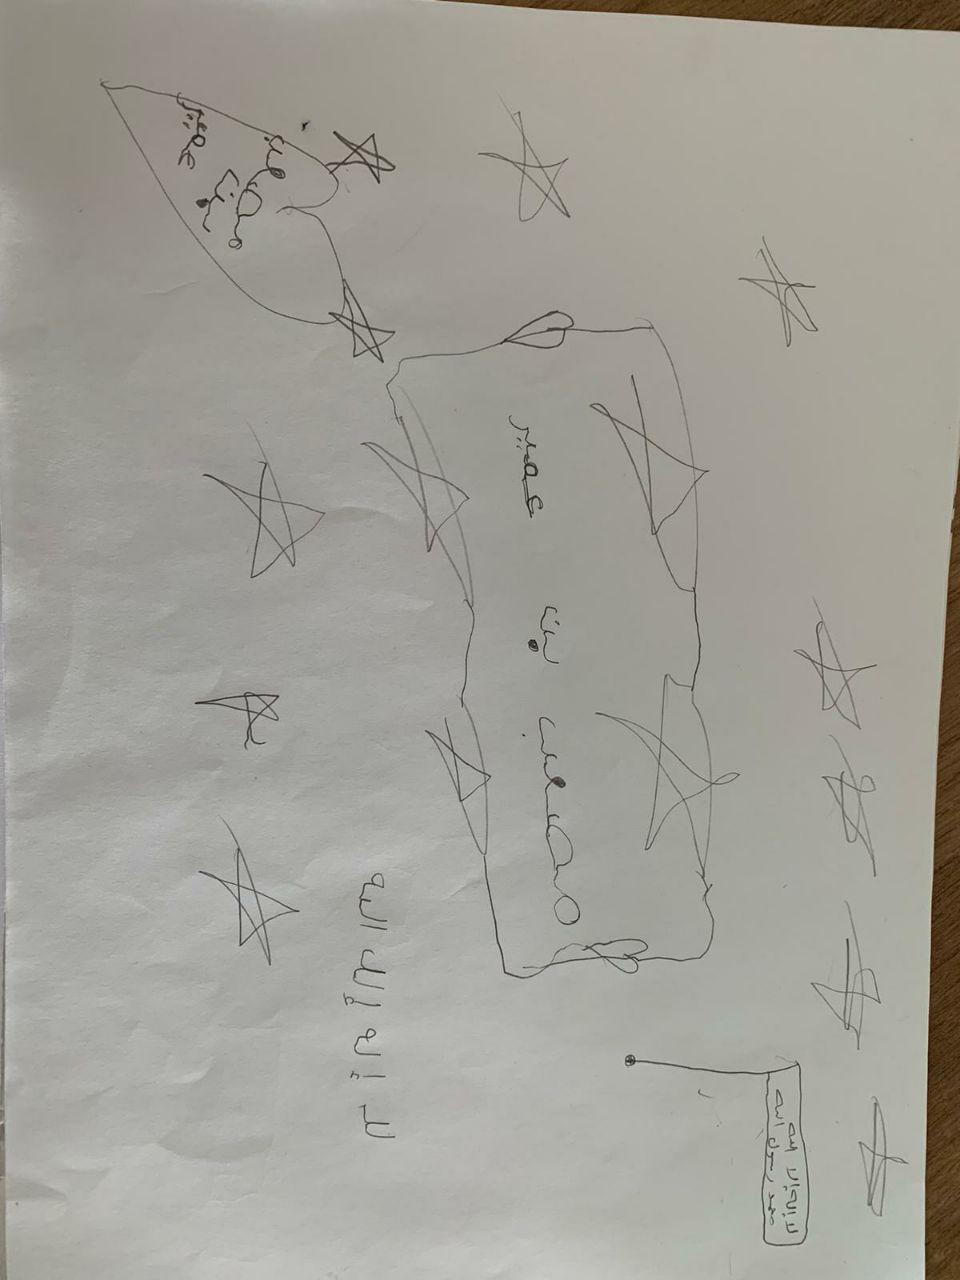 لا إله إلا الله
محمد رسول الله
مصعب بن عمير
لا إله إلا الله
مصعب
بن
عمير